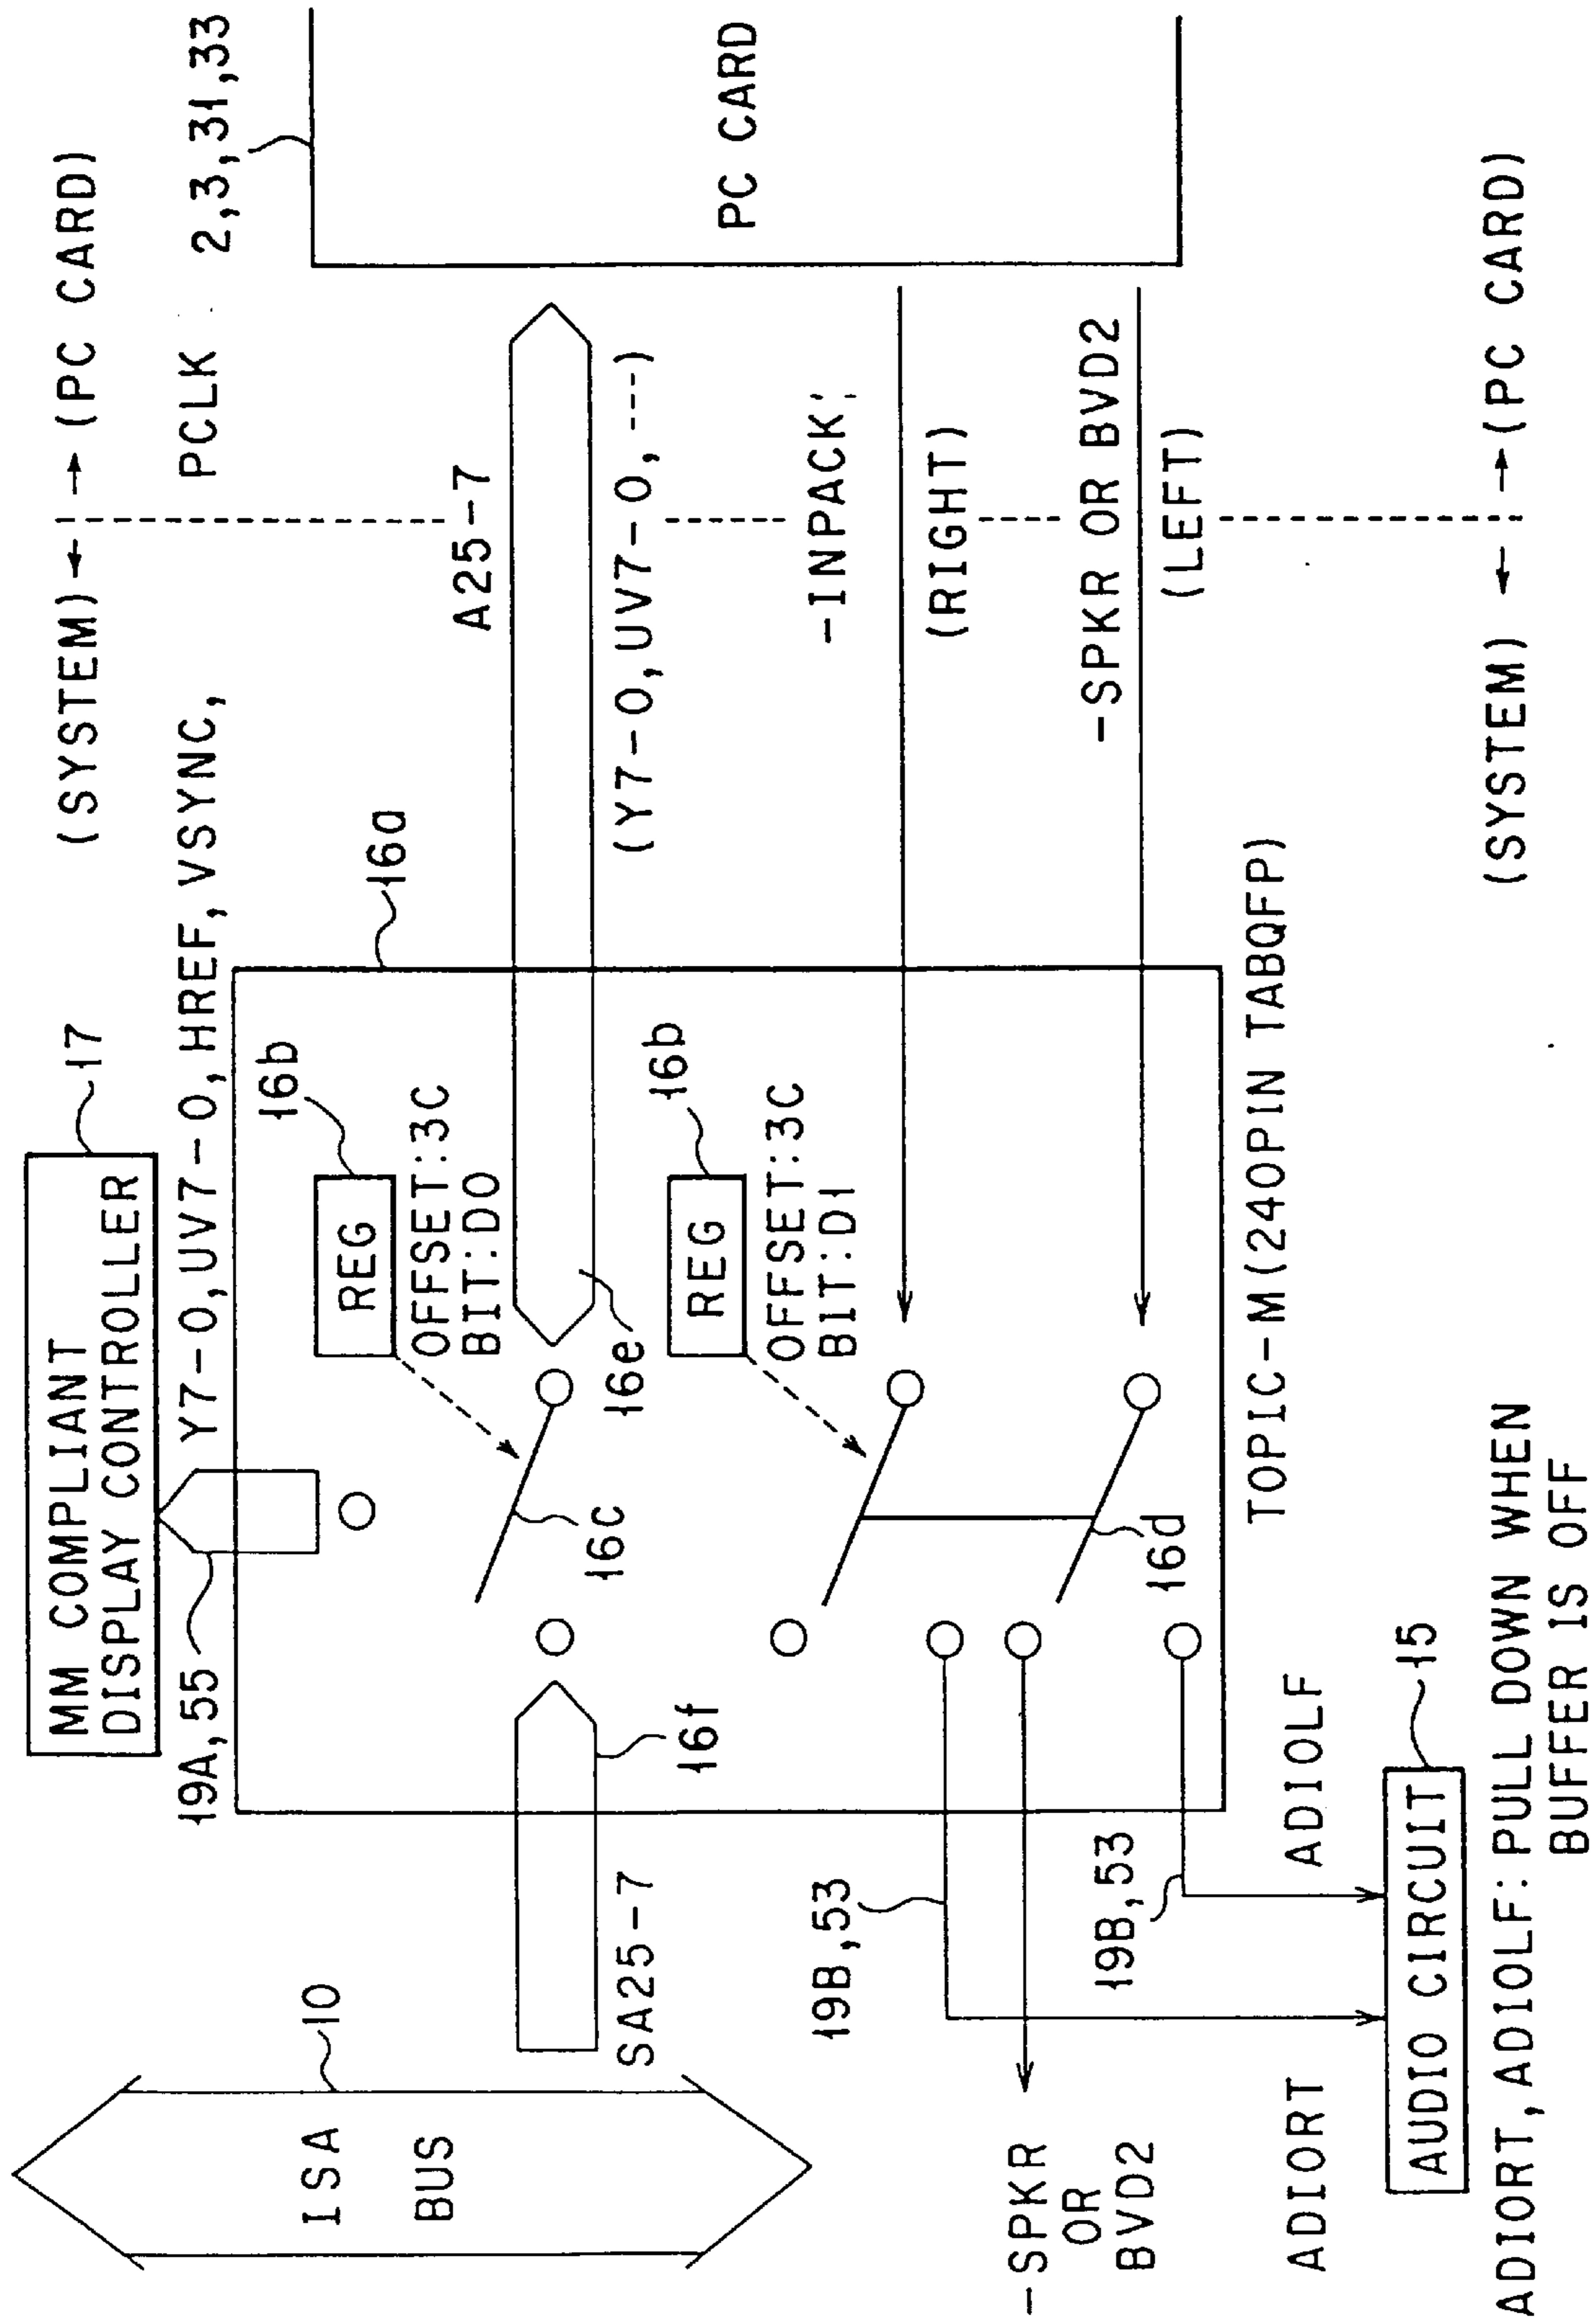 (SYSTEM) ← → (PC CARD)
MM COMPLIANT
DISPLAY CONTROLLER
17
19A,55
Y7-0,UV7-0,HREF,VSYNC,
PCLK
2,3,31,33
16a
ISA
BUS
10
REG
16b
OFFSET:3C
BIT:D0
A25-7
16c
16e
16f
SA25-7
(Y7-0,UV7-0,---)
PC CARD
REG
16b
OFFSET:3C
BIT:D1
-INPACK;
(RIGHT)
19B,53
-SPKR OR BVD2
(LEFT)
16d
-SPKR
OR
BVD2
19B,53
TOPIC-M(240PIN TABQFP)
ADIORT
ADIOLF
AUDIO CIRCUIT
15
(SYSTEM) ← → (PC CARD)
ADIORT,ADIOLF:PULL DOWN WHEN
BUFFER IS OFF